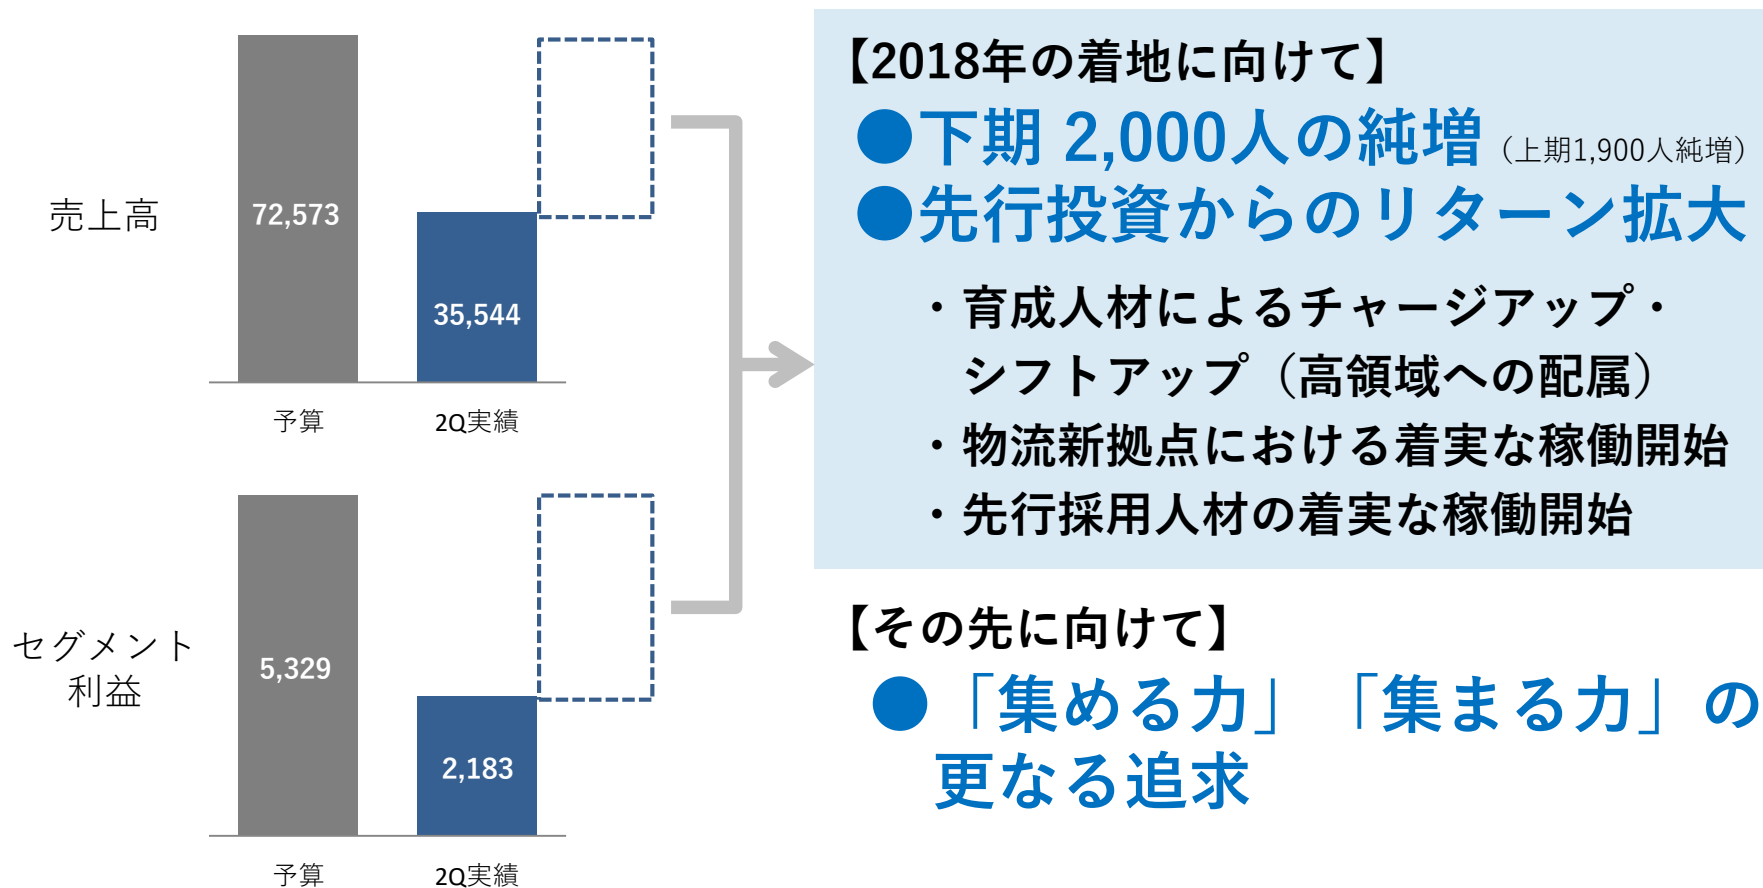 売上高
72,573
35,544
予算
2Q実績
セグメント
利益
5,329
2,183
予算
2Q実績
【2018年の着地に向けて】
●下期 2,000人の純増（上期1,900人純増）
●先行投資からのリターン拡大
・育成人材によるチャージアップ・
シフトアップ（高領域への配属）
・物流新拠点における着実な稼働開始
・先行採用人材の着実な稼働開始
【その先に向けて】
●「集める力」「集まる力」の
更なる追求